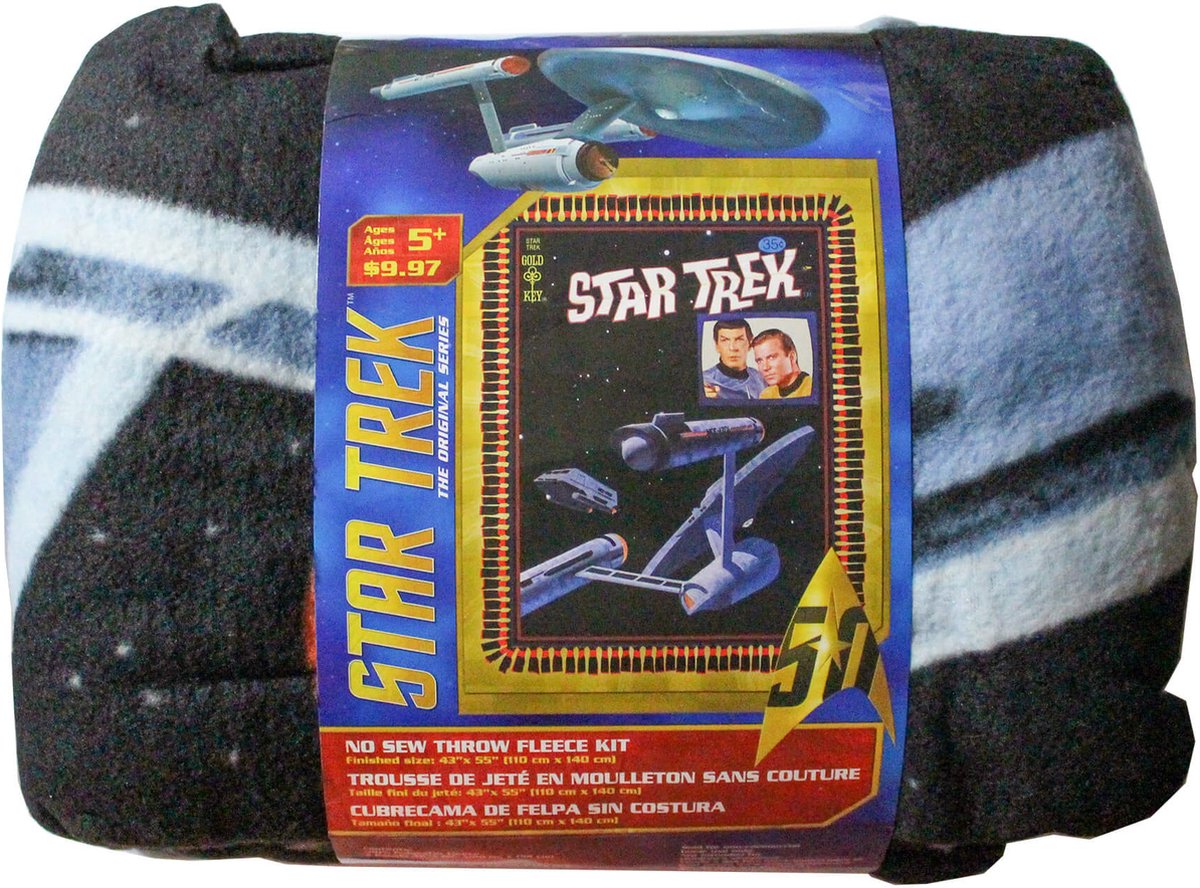 Ages
Âges
Años
5+
$9.97
STAR TREK™
THE ORIGINAL SERIES
STAR
TREK
GOLD
KEY
35¢
STAR TREK
50
NO SEW THROW FLEECE KIT
Finished size: 43"x 55" (110 cm x 140 cm)
TROUSSE DE JETÉ EN MOULLETON SANS COUTURE
Taille fini du jeté: 43"x 55" (110 cm x 140 cm)
CUBRECAMA DE FELPA SIN COSTURA
Tamaño final : 43"x 55" (110 cm x 140 cm)